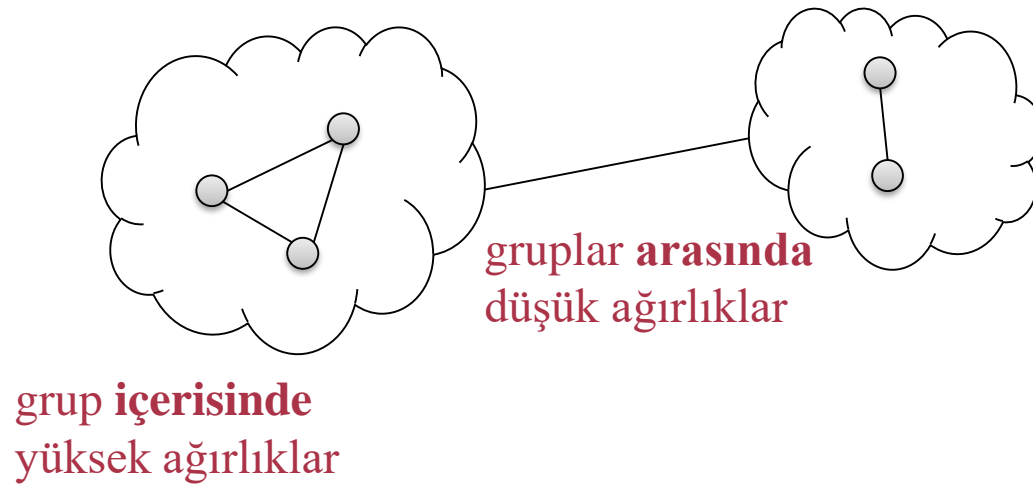 gruplar arasında
düşük ağırlıklar
grup içerisinde
yüksek ağırlıklar